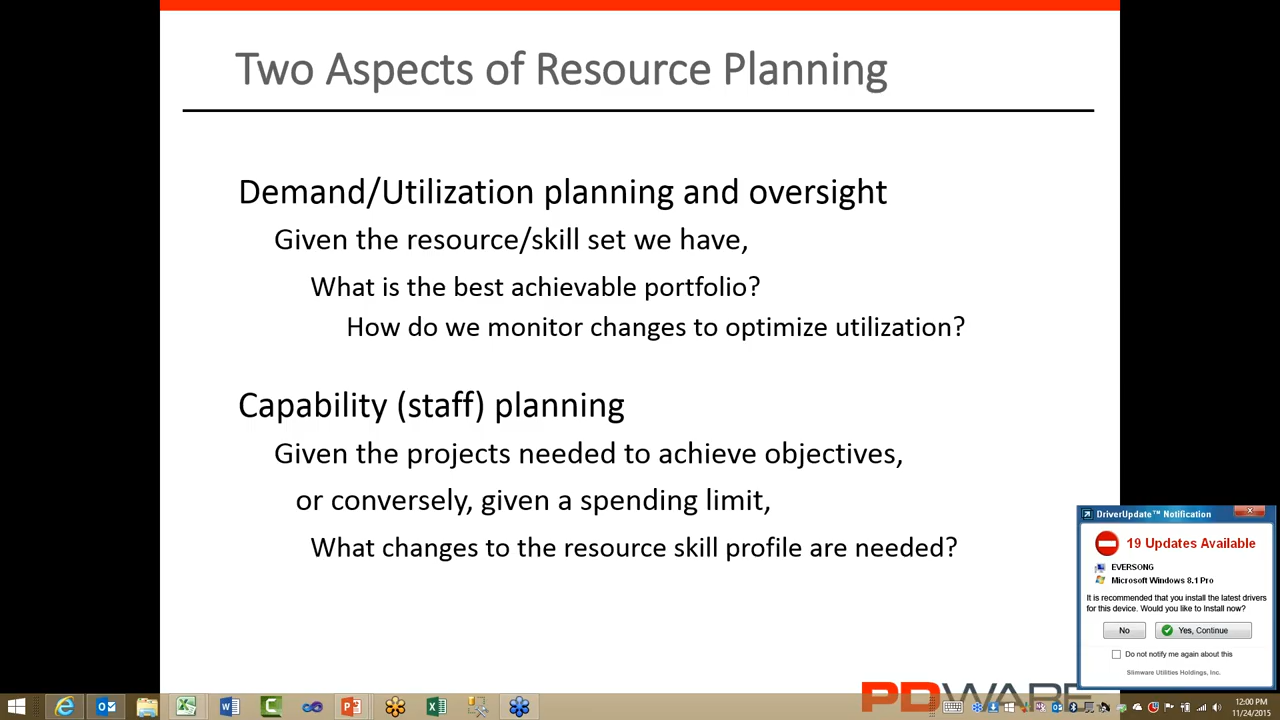 Two Aspects of Resource Planning
Demand/Utilization planning and oversight
Given the resource/skill set we have,
What is the best achievable portfolio?
How do we monitor changes to optimize utilization?
Capability (staff) planning
Given the projects needed to achieve objectives,
or conversely, given a spending limit,
What changes to the resource skill profile are needed?
DriverUpdate™ Notification
19 Updates Available
EVERSONG
Microsoft Windows 8.1 Pro
It is recommended that you install the latest drivers
for this device. Would you like to Install now?
No
Yes, Continue
Do not notify me again about this
Slimware Utilities Holdings, Inc.
PDWARE
12:00 PM
11/24/2015